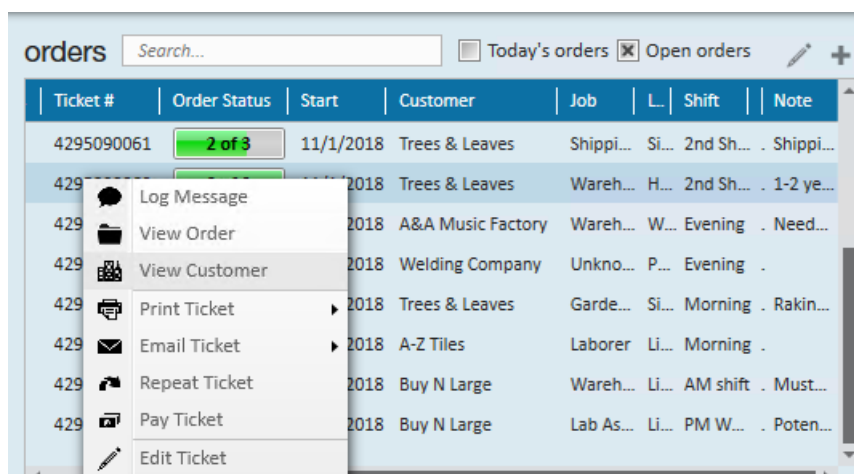 orders Search... Today's orders Open orders
Ticket # Order Status Start Customer Job L... Shift Note
4295090061 2 of 3 11/1/2018 Trees & Leaves Shippi... Si... 2nd Sh... . Shippi...
429 2018 Trees & Leaves Wareh... H... 2nd Sh... . 1-2 ye...
Log Message
429 2018 A&A Music Factory Wareh... W... Evening . Need...
View Order
429 2018 Welding Company Unkno... P... Evening .
View Customer
429 2018 Trees & Leaves Garde... Si... Morning . Rakin...
Print Ticket
429 2018 A-Z Tiles Laborer Li... Morning .
Email Ticket
429 2018 Buy N Large Wareh... Li... AM shift . Must...
Repeat Ticket
429 2018 Buy N Large Lab As... Li... PM W... . Poten...
Pay Ticket
Edit Ticket